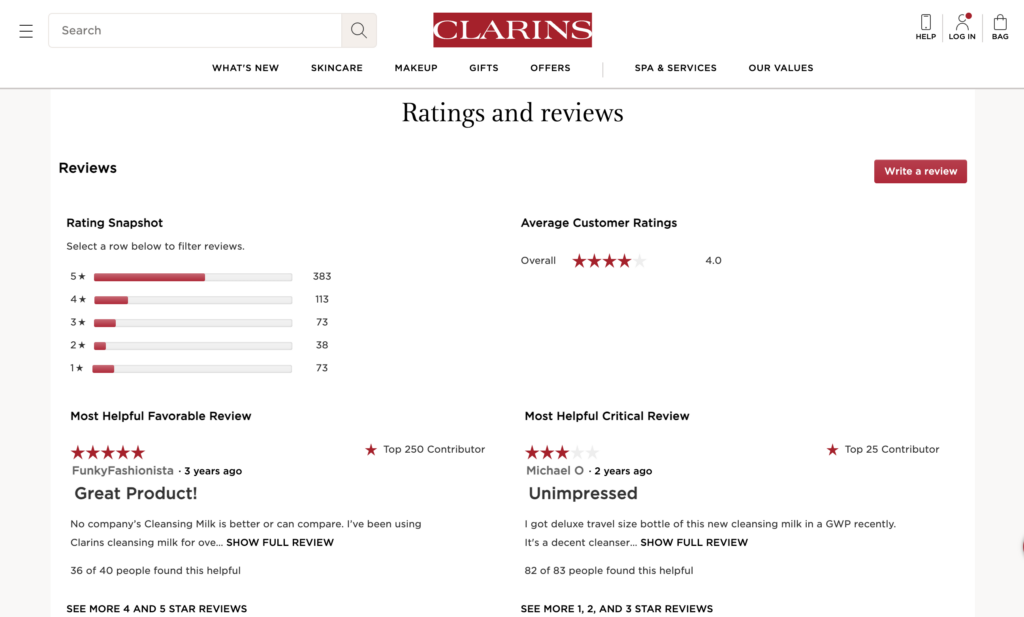 Search
CLARINS
HELP
LOG IN
BAG
WHAT'S NEW
SKINCARE
MAKEUP
GIFTS
OFFERS
SPA & SERVICES
OUR VALUES
Ratings and reviews
Reviews
Write a review
Rating Snapshot
Select a row below to filter reviews.
5★ 383
4★ 113
3★ 73
2★ 38
1★ 73
Average Customer Ratings
Overall 4.0
Most Helpful Favorable Review
★ Top 250 Contributor
FunkyFashionista · 3 years ago
Great Product!
No company's Cleansing Milk is better or can compare. I've been using
Clarins cleansing milk for ove... SHOW FULL REVIEW
36 of 40 people found this helpful
SEE MORE 4 AND 5 STAR REVIEWS
Most Helpful Critical Review
★ Top 25 Contributor
Michael O · 2 years ago
Unimpressed
I got deluxe travel size bottle of this new cleansing milk in a GWP recently.
It's a decent cleanser... SHOW FULL REVIEW
82 of 83 people found this helpful
SEE MORE 1, 2, AND 3 STAR REVIEWS